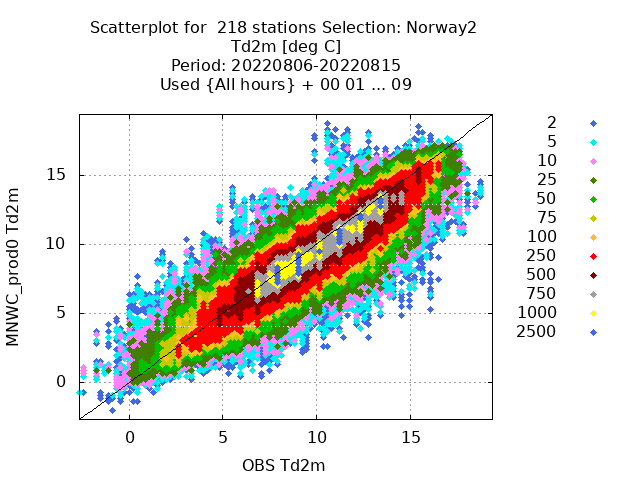 Scatterplot for  218 stations Selection: Norway2
Td2m [deg C]
Period: 20220806-20220815
Used {All hours} + 00 01 ... 09
MNWC_prod0 Td2m
15
10
5
0
0 5 10 15
OBS Td2m
2
5
10
25
50
75
100
250
500
750
1000
2500